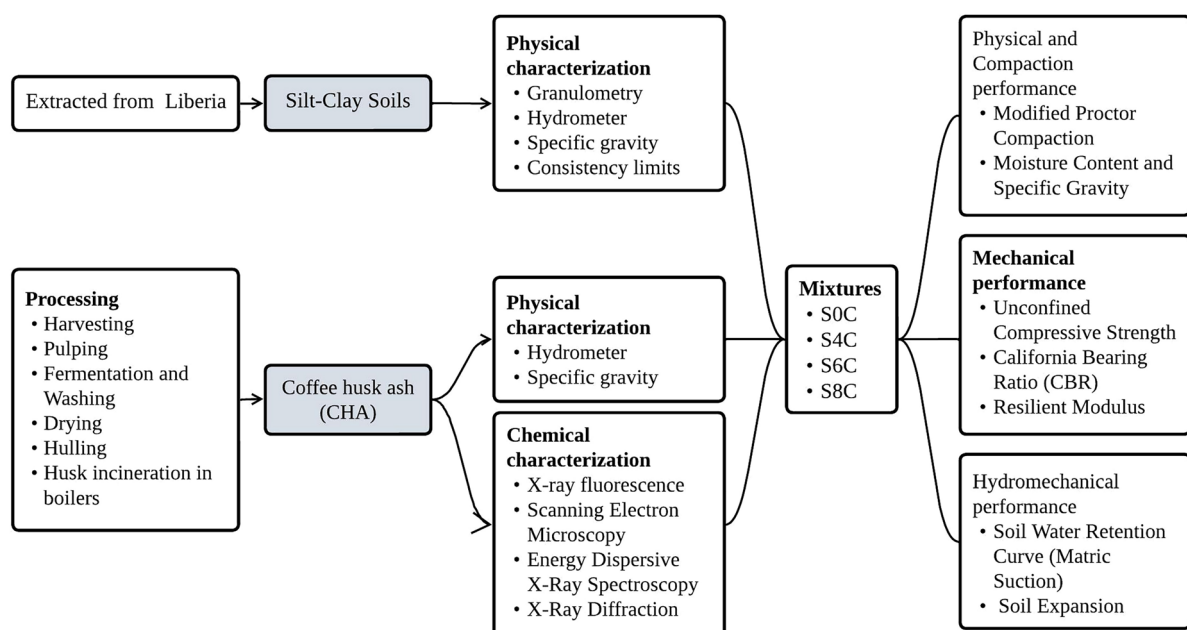 Extracted from Liberia
Silt-Clay Soils
Physical
characterization
• Granulometry
• Hydrometer
• Specific gravity
• Consistency limits
Processing
• Harvesting
• Pulping
• Fermentation and
Washing
• Drying
• Hulling
• Husk incineration in
boilers
Coffee husk ash
(CHA)
Physical
characterization
• Hydrometer
• Specific gravity
Chemical
characterization
• X-ray fluorescence
• Scanning Electron
Microscopy
• Energy Dispersive
X-Ray Spectroscopy
• X-Ray Diffraction
Mixtures
• S0C
• S4C
• S6C
• S8C
Physical and
Compaction
performance
• Modified Proctor
Compaction
• Moisture Content and
Specific Gravity
Mechanical
performance
• Unconfined
Compressive Strength
• California Bearing
Ratio (CBR)
• Resilient Modulus
Hydromechanical
performance
• Soil Water Retention
Curve (Matric
Suction)
• Soil Expansion